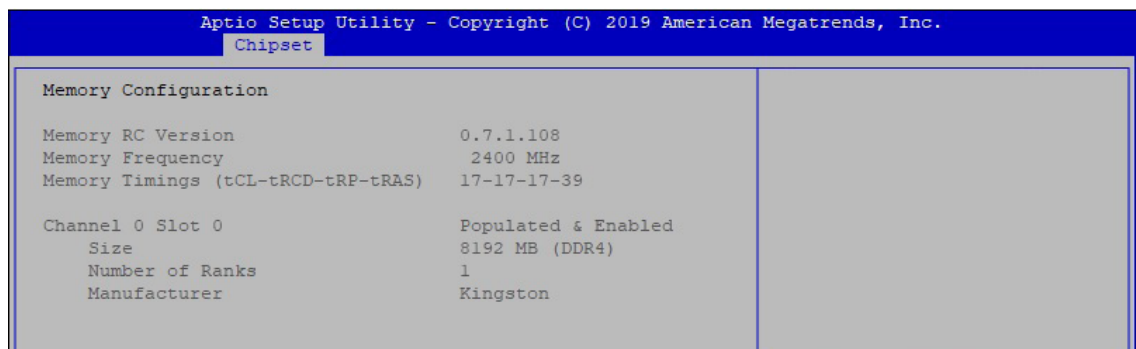 Aptio Setup Utility - Copyright (C) 2019 American Megatrends, Inc.
Chipset
Memory Configuration
Memory RC Version 0.7.1.108
Memory Frequency 2400 MHz
Memory Timings (tCL-tRCD-tRP-tRAS) 17-17-17-39
Channel 0 Slot 0 Populated & Enabled
Size 8192 MB (DDR4)
Number of Ranks 1
Manufacturer Kingston